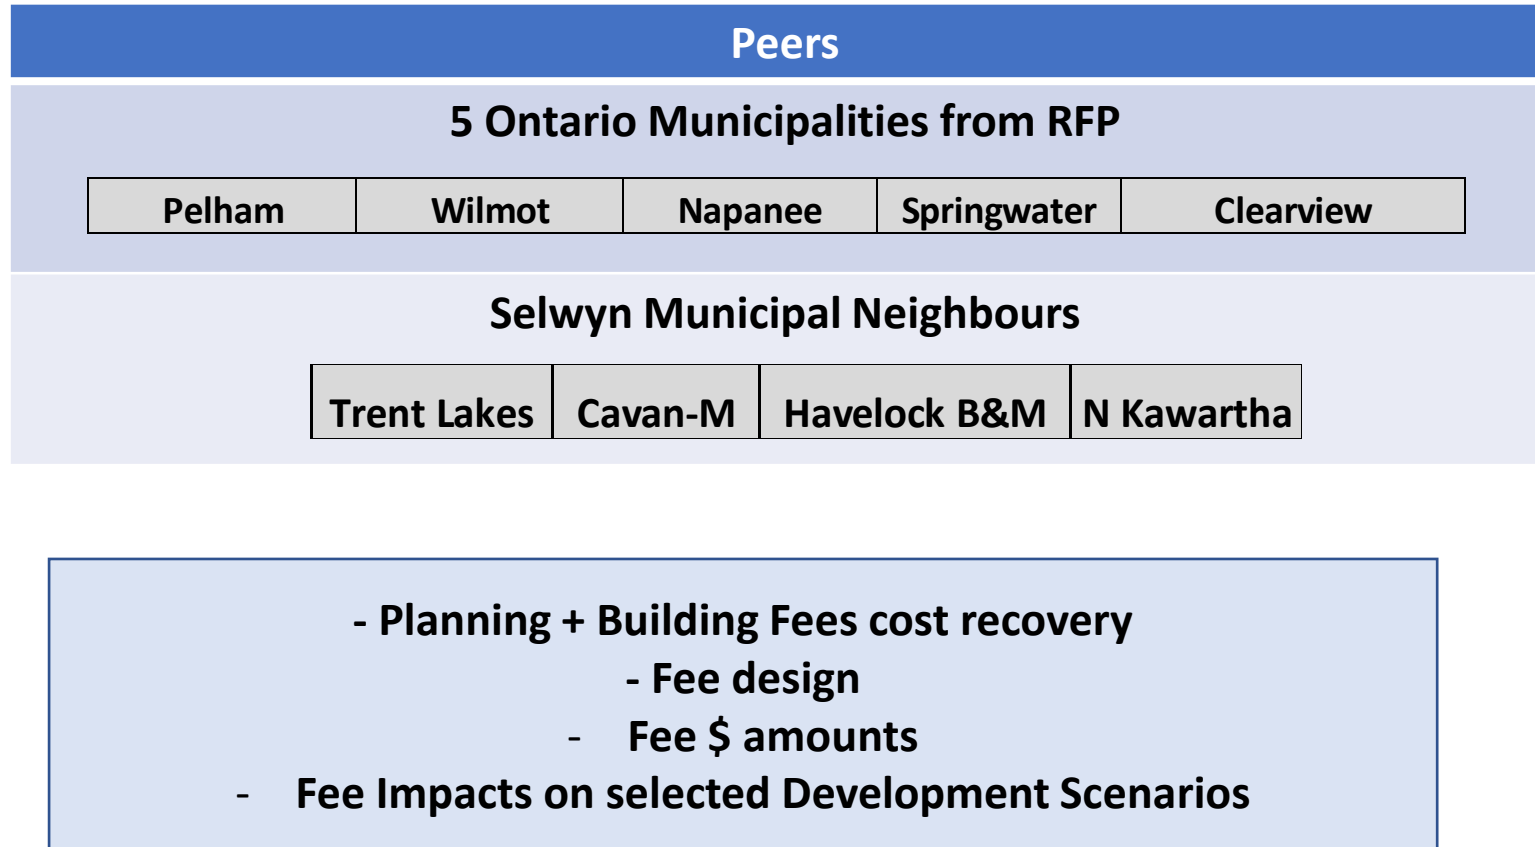 Peers
5 Ontario Municipalities from RFP
Pelham Wilmot Napanee Springwater Clearview
Selwyn Municipal Neighbours
Trent Lakes Cavan-M Havelock B&M N Kawartha
- Planning + Building Fees cost recovery
- Fee design
- Fee $ amounts
- Fee Impacts on selected Development Scenarios